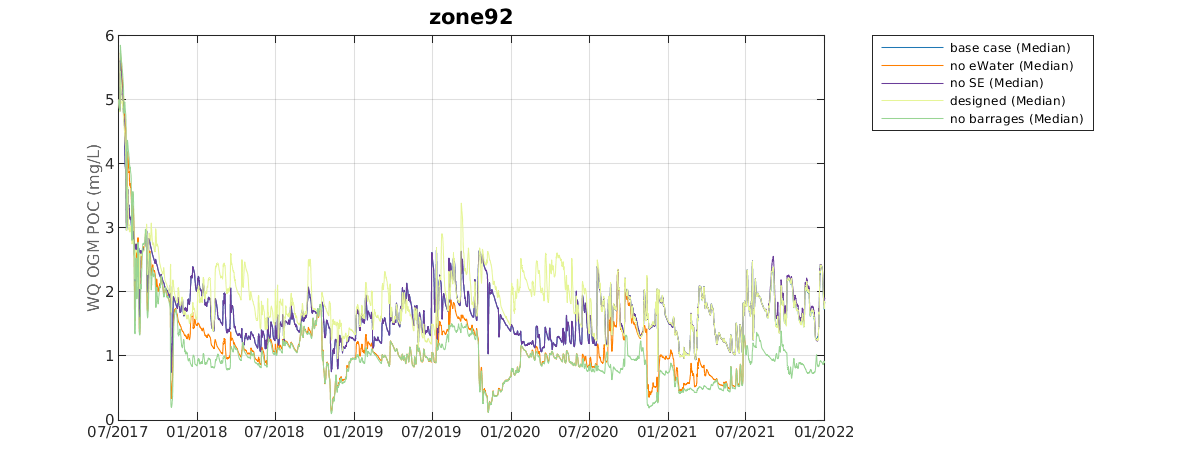 zone92
WQ OGM POC (mg/L)
6
5
4
3
2
1
0
07/2017 01/2018 07/2018 01/2019 07/2019 01/2020 07/2020 01/2021 07/2021 01/2022
base case (Median)
no eWater (Median)
no SE (Median)
designed (Median)
no barrages (Median)